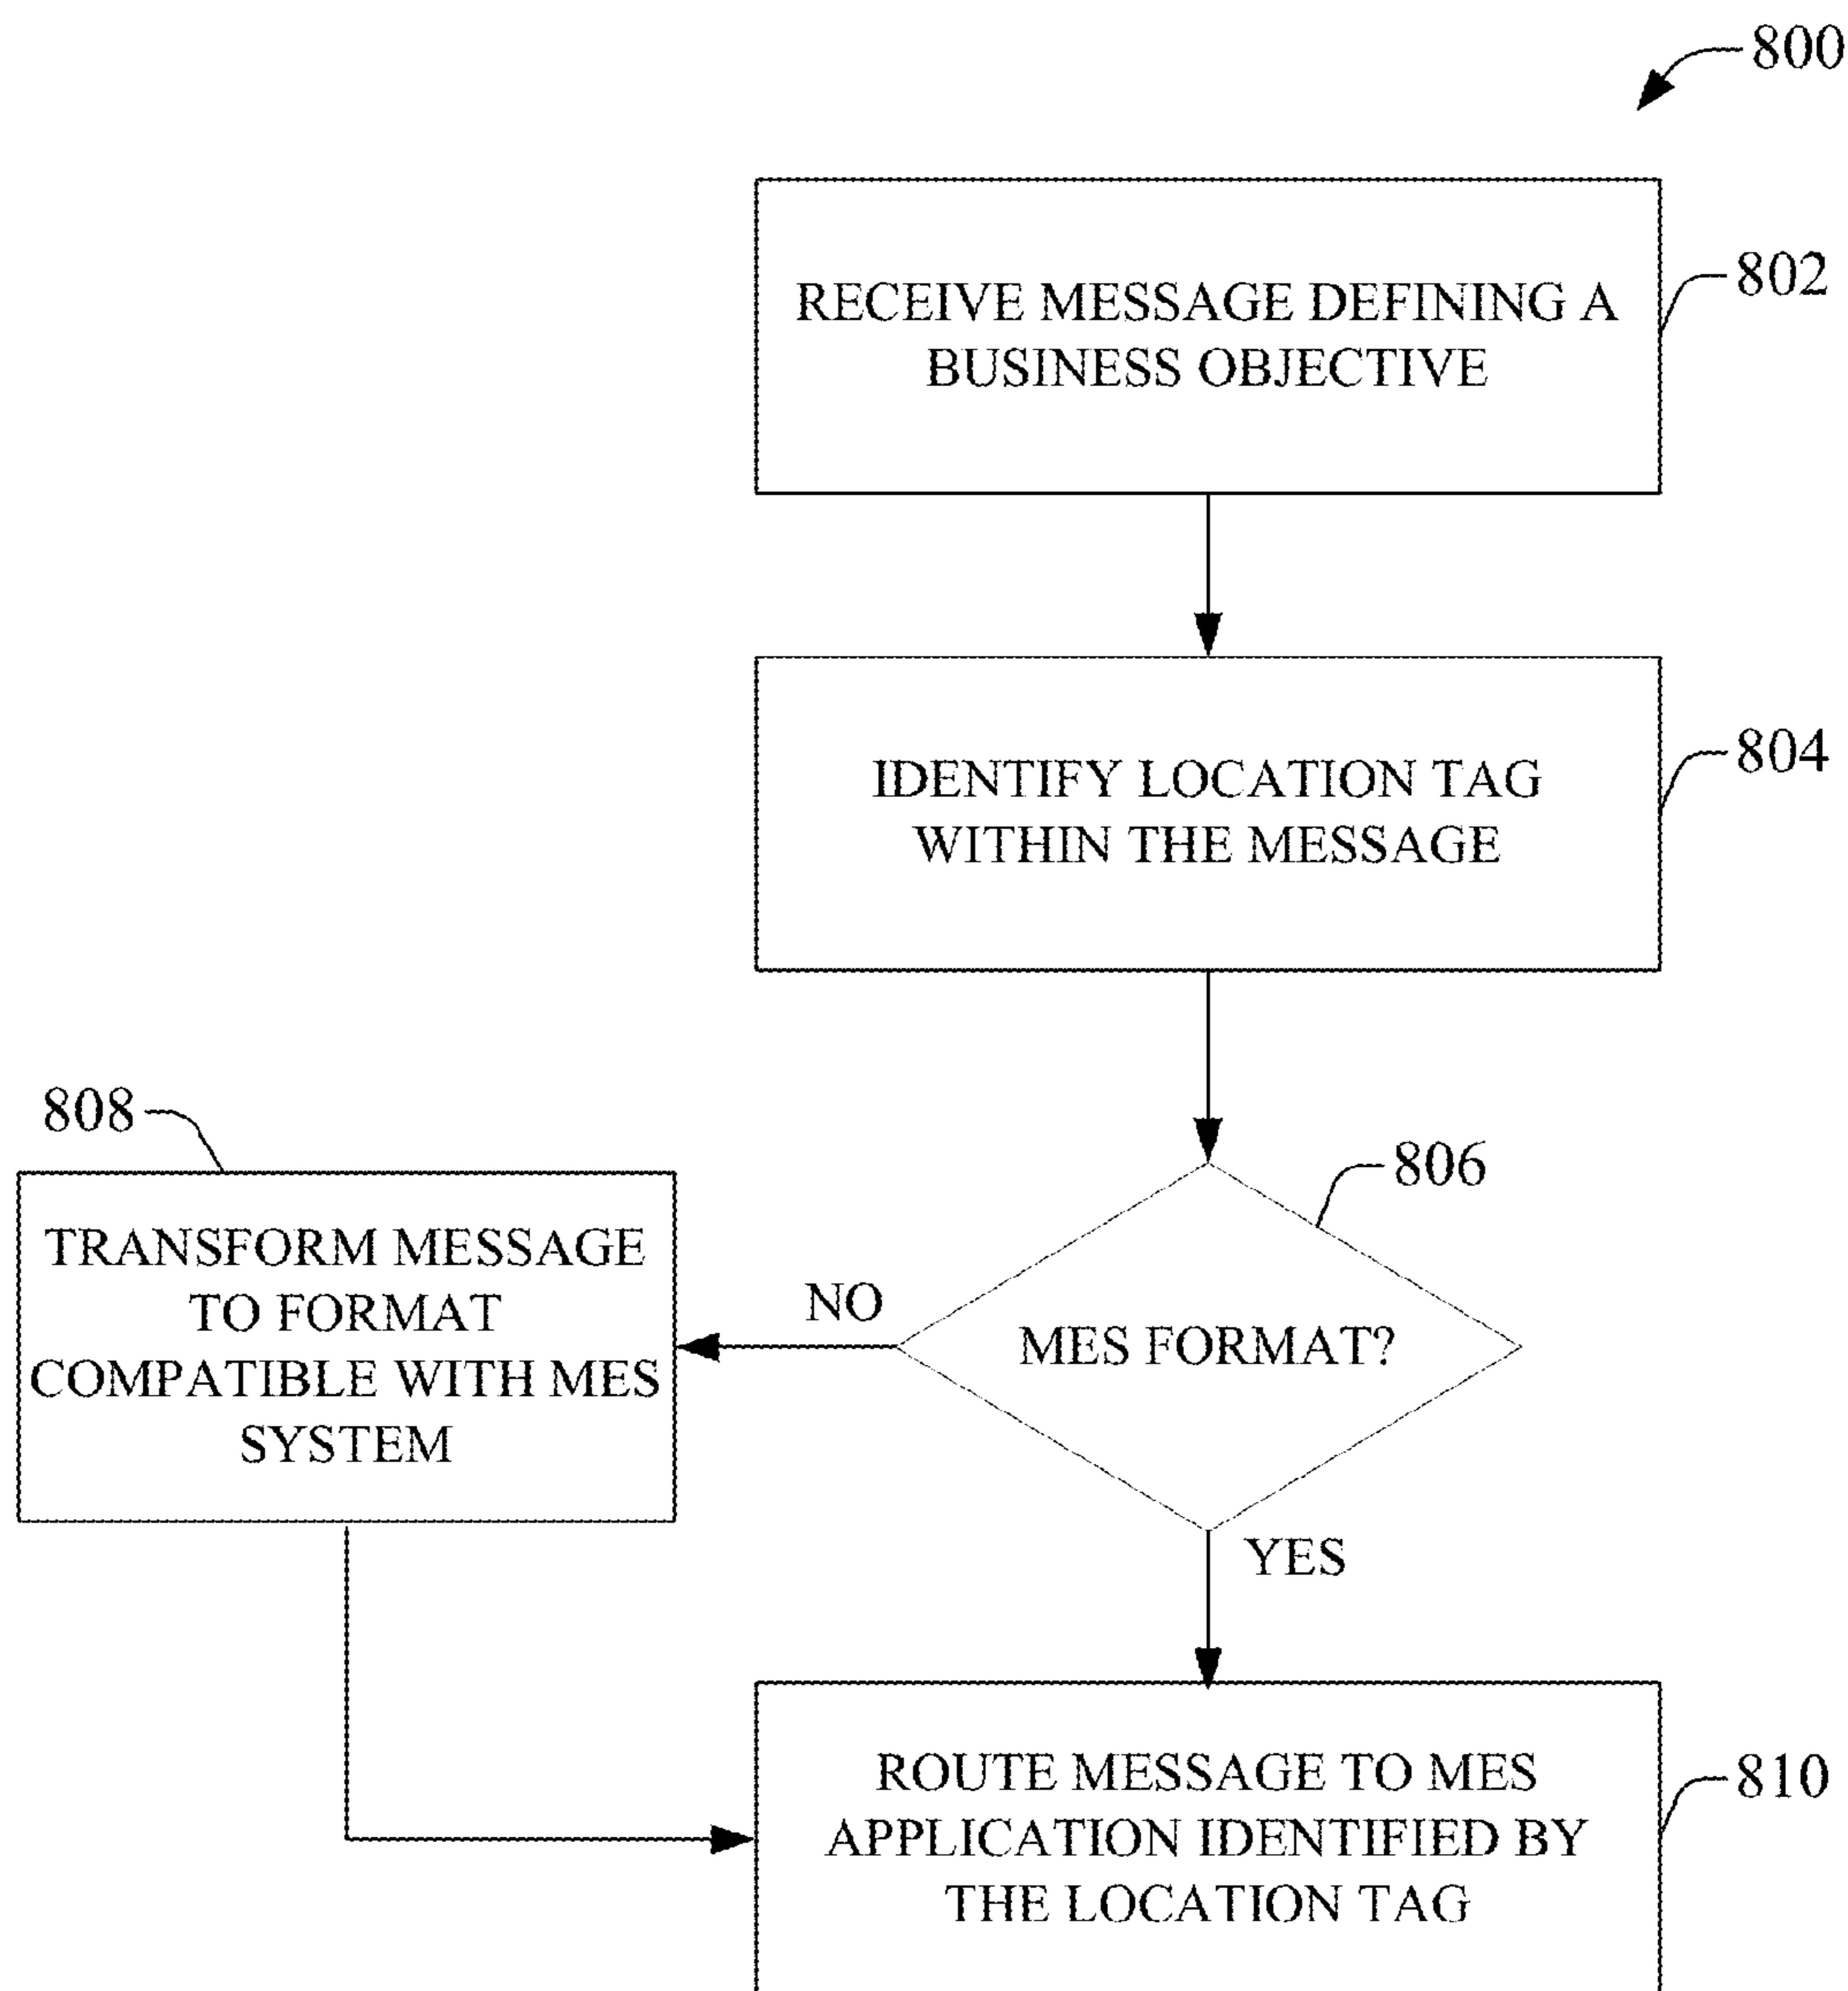 800
RECEIVE MESSAGE DEFINING A
BUSINESS OBJECTIVE
802
IDENTIFY LOCATION TAG
WITHIN THE MESSAGE
804
808
806
TRANSFORM MESSAGE
TO FORMAT
COMPATIBLE WITH MES
SYSTEM
NO
MES FORMAT?
YES
ROUTE MESSAGE TO MES
APPLICATION IDENTIFIED BY
THE LOCATION TAG
810